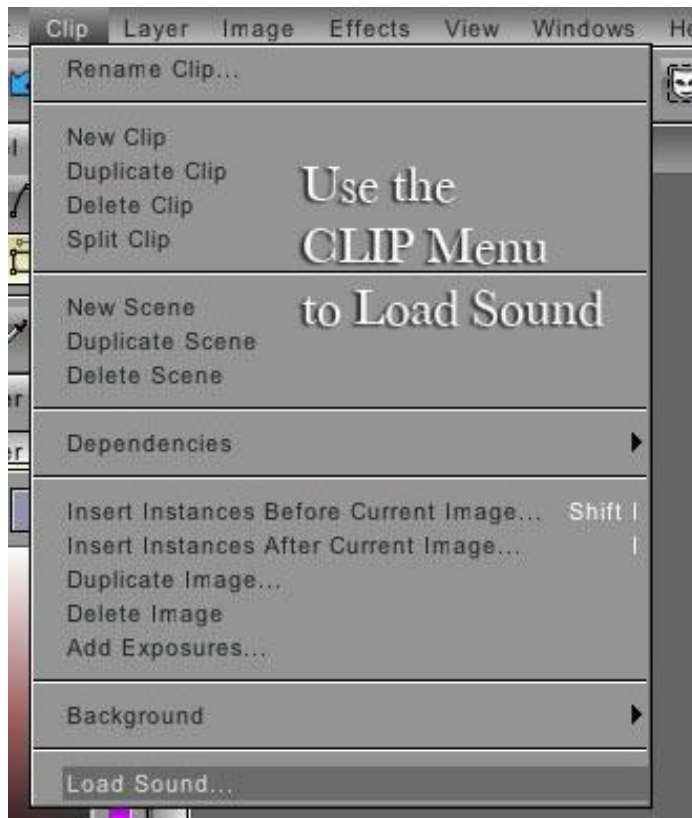 Clip Layer Image Effects View Windows
Rename Clip...
New Clip
Duplicate Clip
Delete Clip
Split Clip
Use the
CLIP Menu
to Load Sound
New Scene
Duplicate Scene
Delete Scene
Dependencies
Insert Instances Before Current Image... Shift I
Insert Instances After Current Image... I
Duplicate Image...
Delete Image
Add Exposures...
Background
Load Sound...